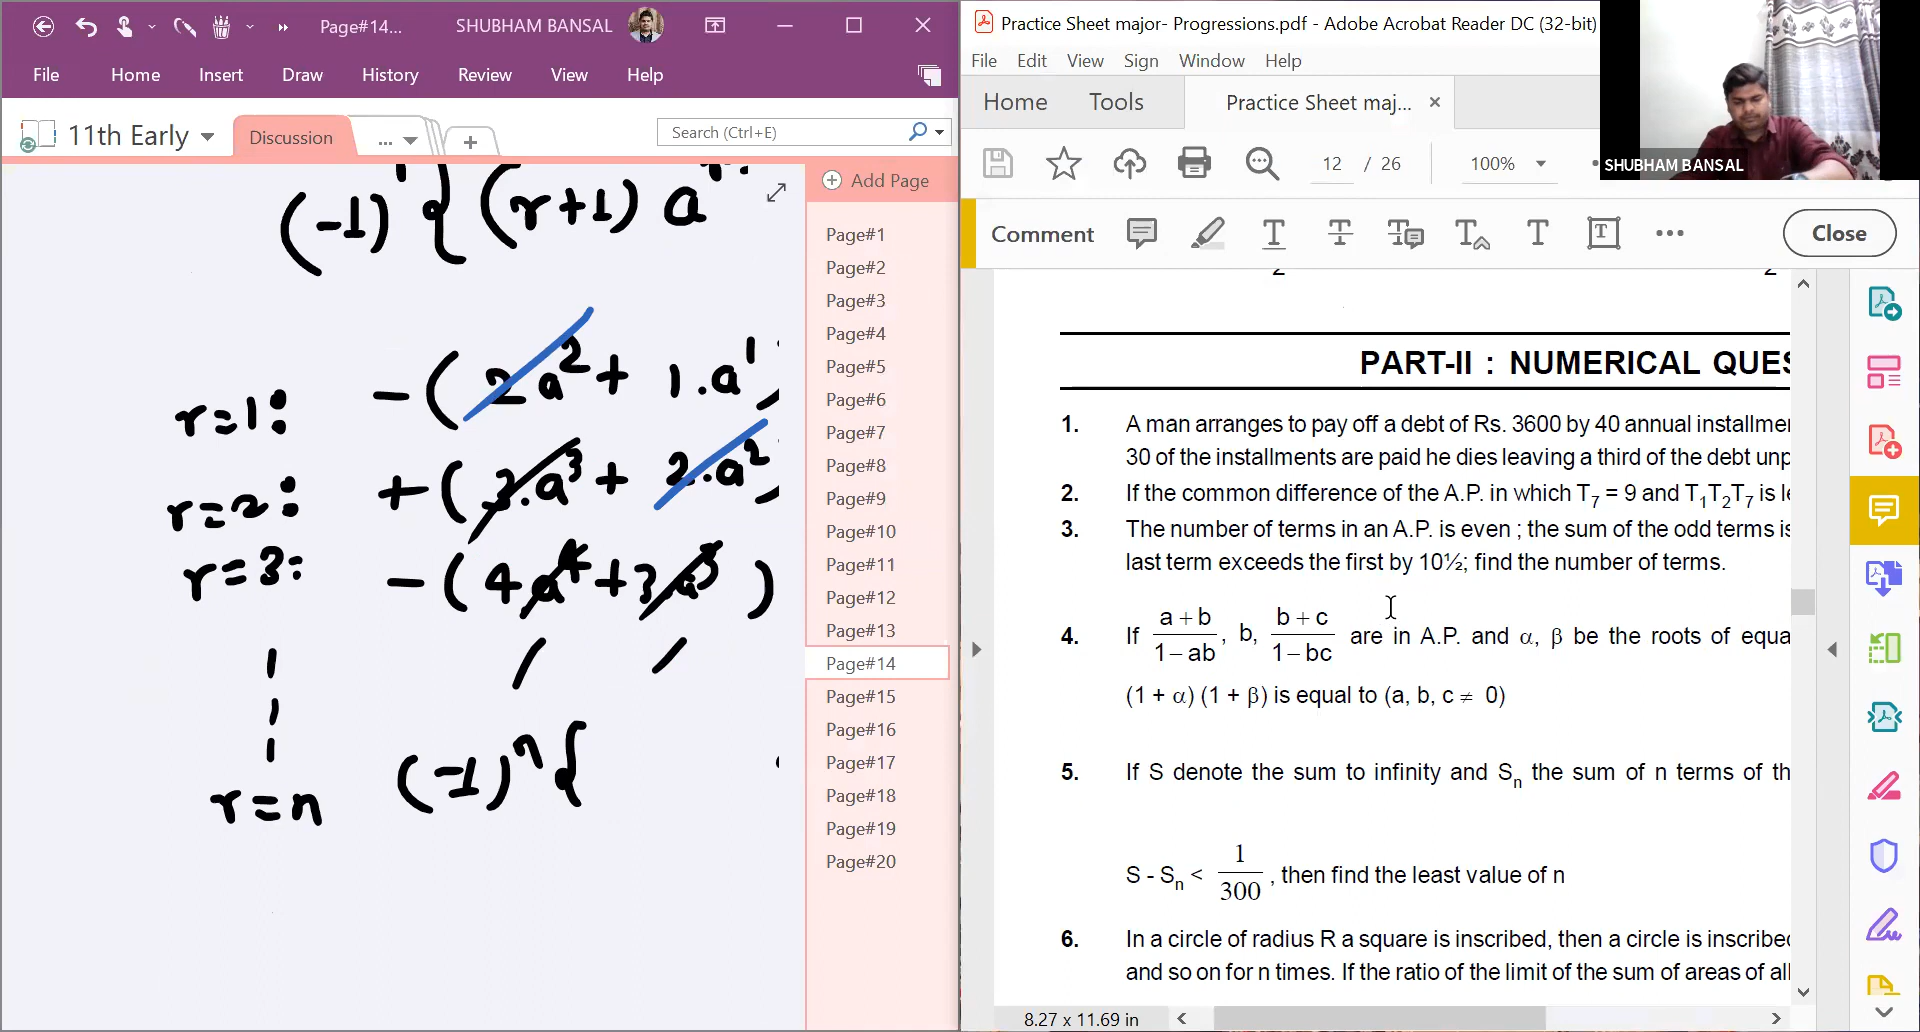 Page#14...
SHUBHAM BANSAL
File Home Insert Draw History Review View Help
11th Early
Discussion
...
Search (Ctrl+E)
Add Page
Page#1
Page#2
Page#3
Page#4
Page#5
Page#6
Page#7
Page#8
Page#9
Page#10
Page#11
Page#12
Page#13
Page#14
Page#15
Page#16
Page#17
Page#18
Page#19
Page#20
(-1) { (r+1) a
r=1: -(2a² + 1.a¹
r=2: +(3.a³ + 2.a²
r=3: -(4a⁴+3a³ )
r=n (-1)ⁿ {
Practice Sheet major- Progressions.pdf - Adobe Acrobat Reader DC (32-bit)
File Edit View Sign Window Help
Home Tools Practice Sheet maj... ×
12 / 26 100%
SHUBHAM BANSAL
Comment
Close
PART-II : NUMERICAL QUES
1. A man arranges to pay off a debt of Rs. 3600 by 40 annual
30 of the installments are paid he dies leaving a third of the debt
2. If the common difference of the A.P. in which T₇ = 9 and T₁T₂T₇ is
3. The number of terms in an A.P. is even ; the sum of the odd terms is
last term exceeds the first by 10½; find the number of terms.
4. If (a + b)/(1 – ab), b, (b + c)/(1 – bc) are in A.P. and α, β be the roots of
(1 + α) (1 + β) is equal to (a, b, c ≠ 0)
5. If S denote the sum to infinity and Sₙ the sum of n terms of
S - Sₙ < 1/300, then find the least value of n
6. In a circle of radius R a square is inscribed, then a circle is
and so on for n times. If the ratio of the limit of the sum of areas of
8.27 x 11.69 in